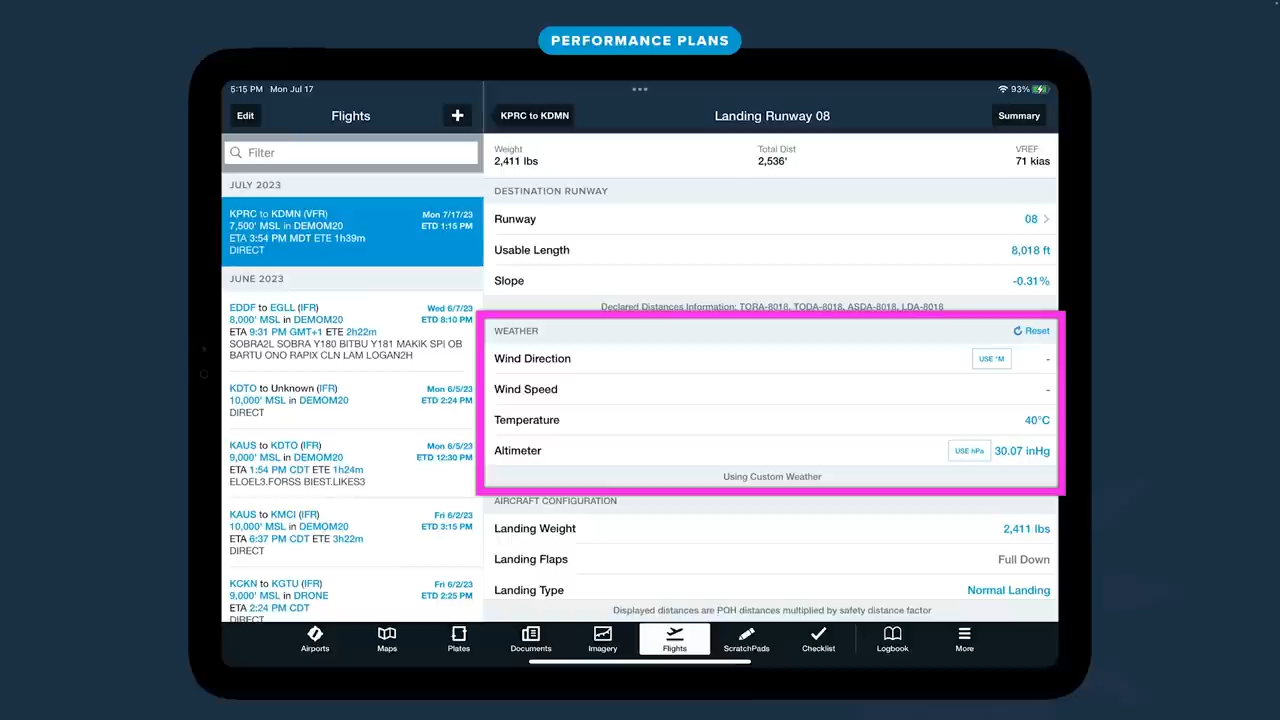 PERFORMANCE PLANS
5:15 PM Mon Jul 17
93%
Edit
Flights
+
KPRC to KDMN
Landing Runway 08
Summary
Filter
JULY 2023
KPRC to KDMN (VFR)
Mon 7/17/23
7,500' MSL in DEMOM20
ETD 1:15 PM
ETA 3:54 PM MDT ETE 1h39m
DIRECT
JUNE 2023
EDDF to EGLL (IFR)
Wed 6/7/23
8,000' MSL in DEMOM20
ETD 8:10 PM
ETA 9:31 PM GMT+1 ETE 2h22m
SOBRA2L SOBRA Y180 BITBU Y181 MAKIK SPI OB
BARTU ONO RAPIX CLN LAM LOGAN2H
KDTO to Unknown (IFR)
Mon 6/5/23
10,000' MSL in DEMOM20
ETD 2:24 PM
DIRECT
KAUS to KDTO (IFR)
Mon 6/5/23
9,000' MSL in DEMOM20
ETD 12:30 PM
ETA 1:54 PM CDT ETE 1h24m
ELOEL3.FORSS BIEST.LIKES3
KAUS to KMCI (IFR)
Fri 6/2/23
10,000' MSL in DEMOM20
ETD 3:15 PM
ETA 6:37 PM CDT ETE 3h22m
DIRECT
KCKN to KGTU (IFR)
Fri 6/2/23
9,000' MSL in DRONE
ETD 2:25 PM
ETA 2:24 PM CDT
DIRECT
Weight
2,411 lbs
Total Dist
2,536'
VREF
71 kias
DESTINATION RUNWAY
Runway 08
Usable Length 8,018 ft
Slope -0.31%
Declared Distances Information: TORA-8018, TODA-8018, ASDA-8018, LDA-8018
WEATHER Reset
Wind Direction USE °M -
Wind Speed -
Temperature 40°C
Altimeter USE hPa 30.07 inHg
Using Custom Weather
AIRCRAFT CONFIGURATION
Landing Weight 2,411 lbs
Landing Flaps Full Down
Landing Type Normal Landing
Displayed distances are POH distances multiplied by safety distance factor
Airports Maps Plates Documents Imagery Flights ScratchPads Checklist Logbook More